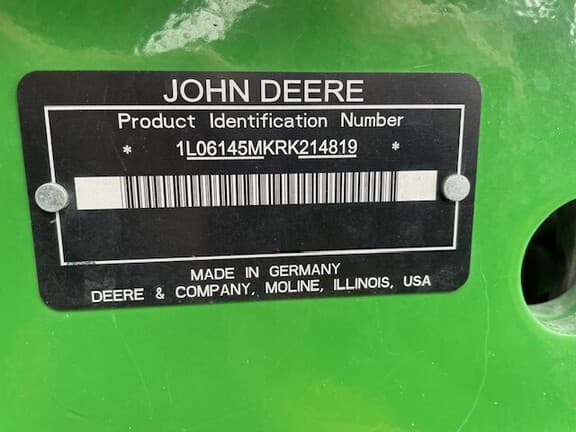 JOHN DEERE
Product Identification Number
* 1L06145MKRK214819 *
MADE IN GERMANY
DEERE & COMPANY, MOLINE, ILLINOIS, USA